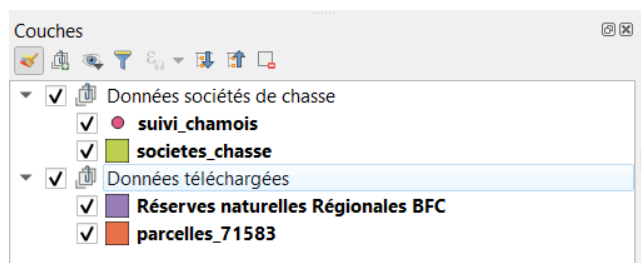 Couches
Données sociétés de chasse
suivi_chamois
societes_chasse
Données téléchargées
Réserves naturelles Régionales BFC
parcelles_71583